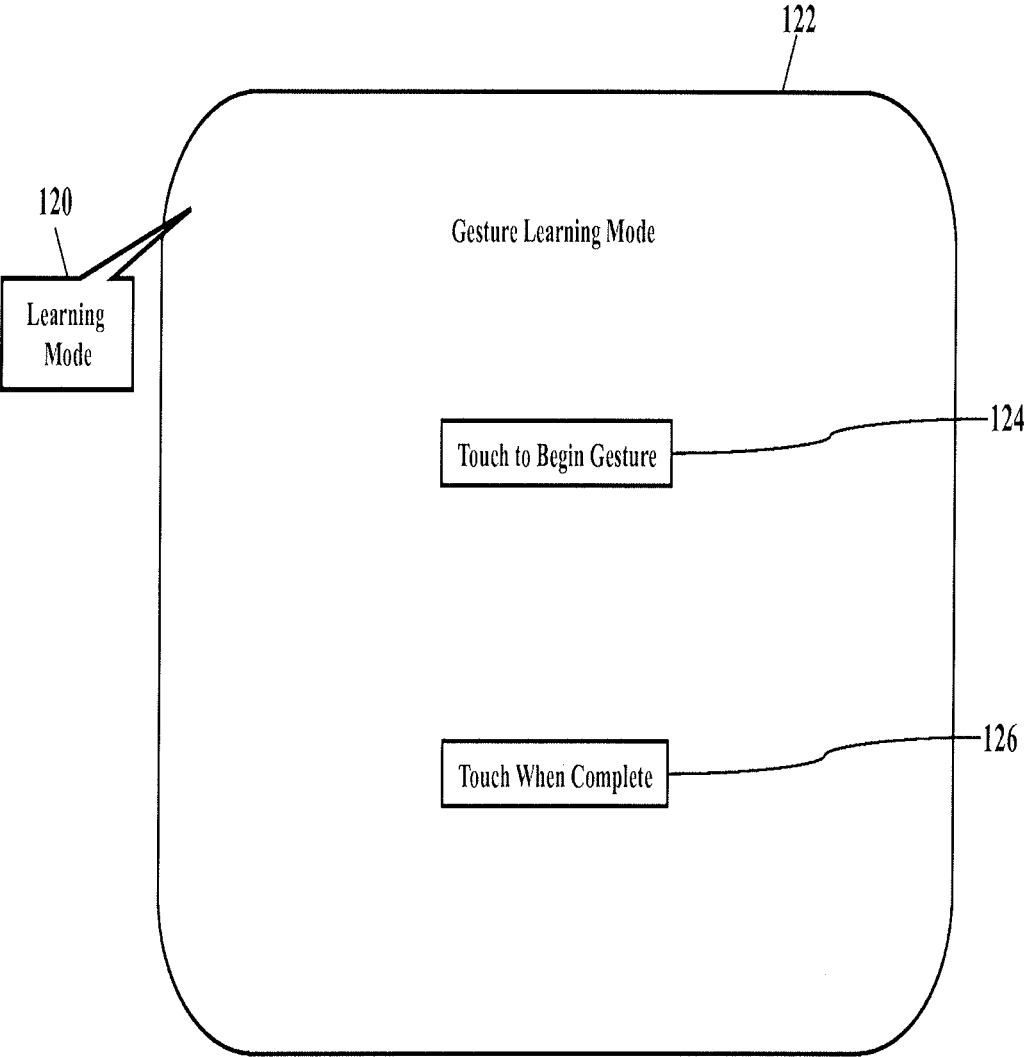 122
120
Gesture Learning Mode
Learning
Mode
124
Touch to Begin Gesture
126
Touch When Complete